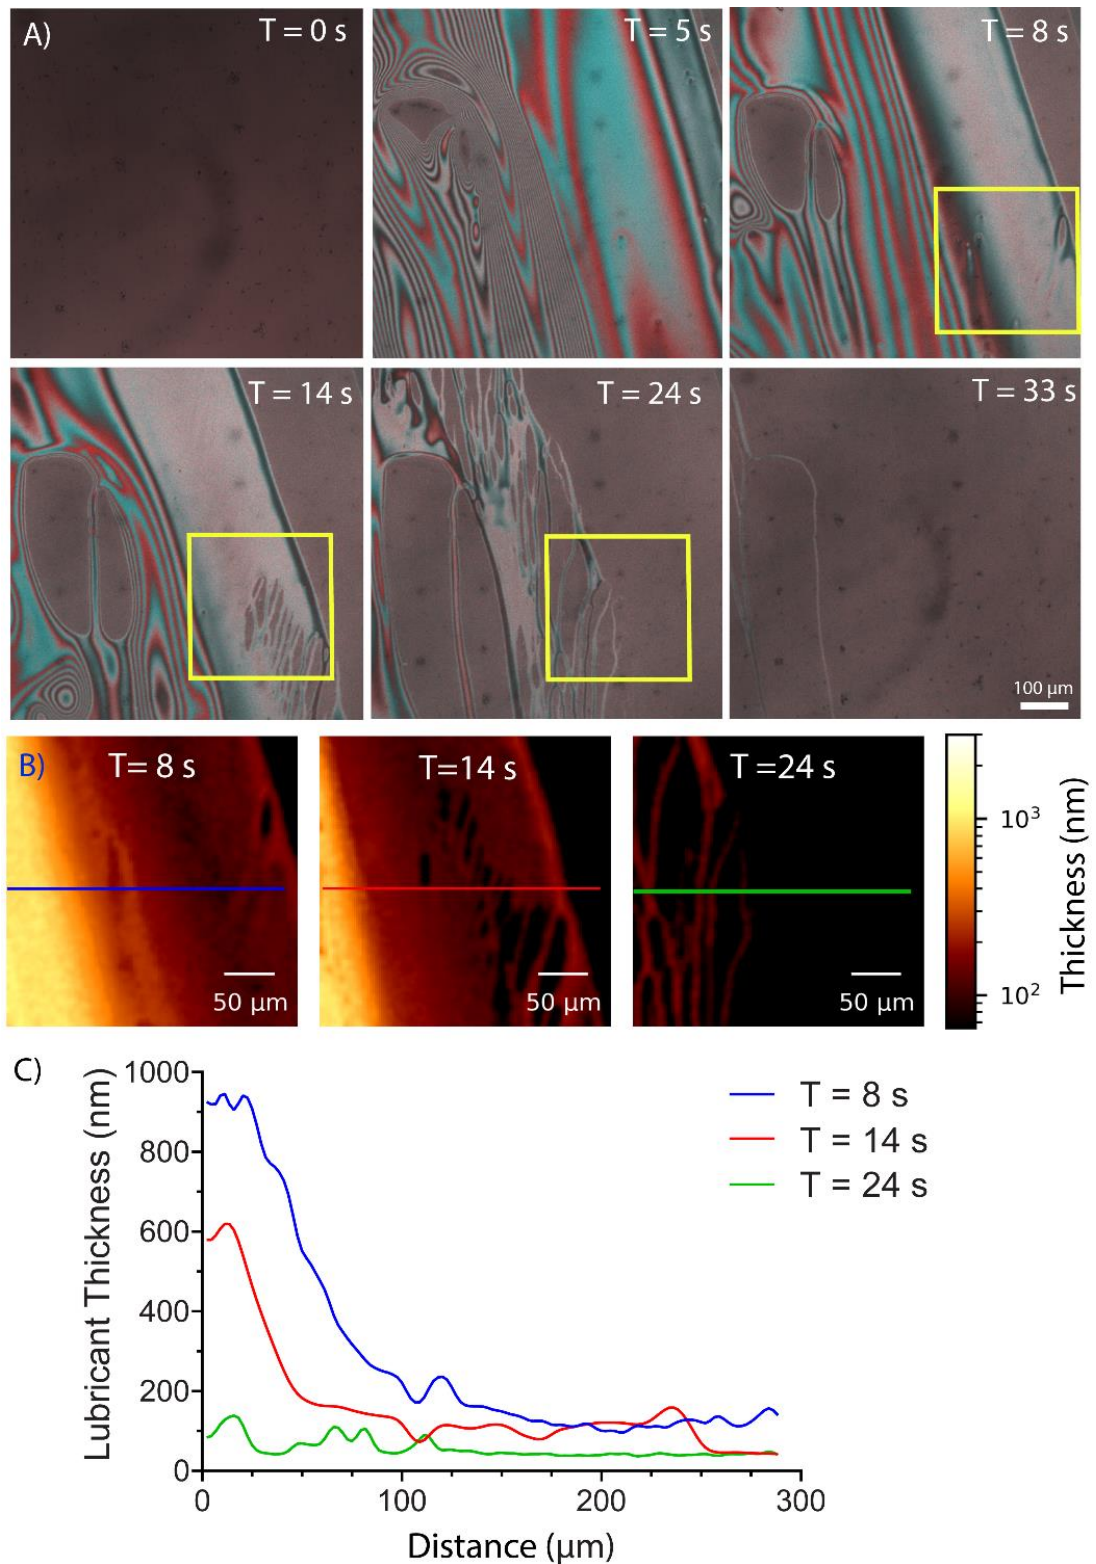 A)
T = 0 s
T = 5 s
T = 8 s
T = 14 s
T = 24 s
T = 33 s
100 µm
B)
T= 8 s
T=14 s
T =24 s
50 µm
50 µm
50 µm
10³
10²
Thickness (nm)
C)
Lubricant Thickness (nm)
1000
800
600
400
200
0
T = 8 s
T = 14 s
T = 24 s
0
100
200
300
Distance (µm)